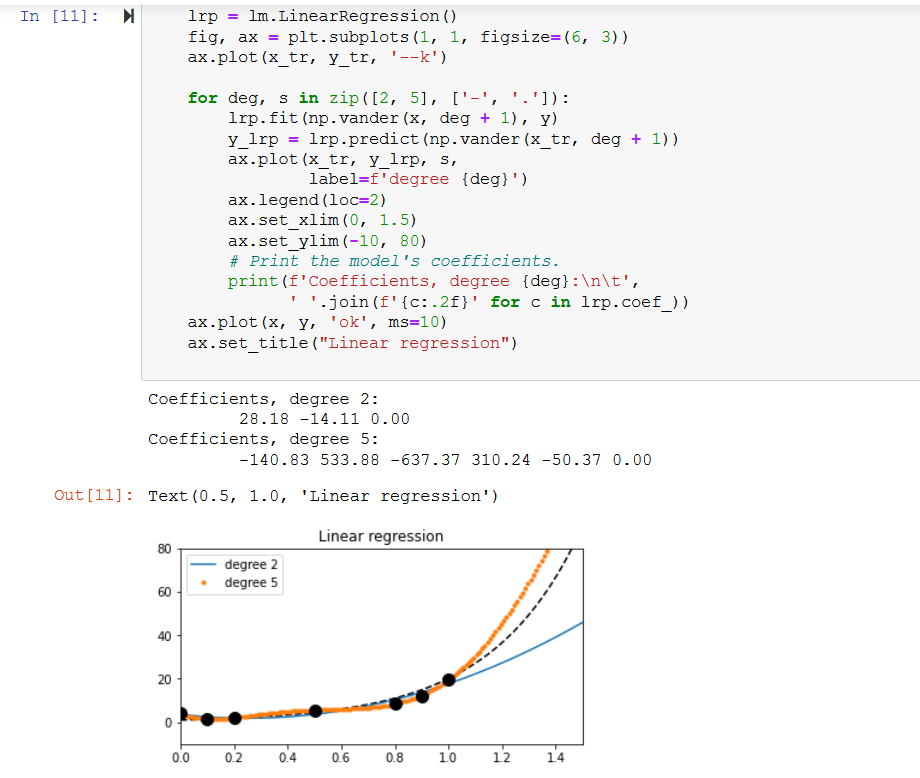 In [11]:
lrp = lm.LinearRegression()
fig, ax = plt.subplots(1, 1, figsize=(6, 3))
ax.plot(x_tr, y_tr, '--k')
for deg, s in zip([2, 5], ['-', '.']):
    lrp.fit(np.vander(x, deg + 1), y)
    y_lrp = lrp.predict(np.vander(x_tr, deg + 1))
    ax.plot(x_tr, y_lrp, s,
            label=f'degree {deg}')
    ax.legend(loc=2)
    ax.set_xlim(0, 1.5)
    ax.set_ylim(-10, 80)
    # Print the model's coefficients.
    print(f'Coefficients, degree {deg}:\n\t',
          ' '.join(f'{c:.2f}' for c in lrp.coef_))
ax.plot(x, y, 'ok', ms=10)
ax.set_title("Linear regression")
Coefficients, degree 2:
         28.18 -14.11 0.00
Coefficients, degree 5:
         -140.83 533.88 -637.37 310.24 -50.37 0.00
Out[11]: Text(0.5, 1.0, 'Linear regression')
Linear regression
degree 2
degree 5
80
60
40
20
0
0.0 0.2 0.4 0.6 0.8 1.0 1.2 1.4